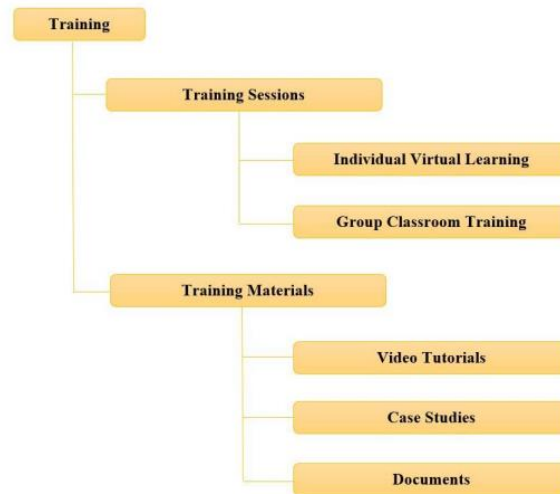 Training
Training Sessions
Individual Virtual Learning
Group Classroom Training
Training Materials
Video Tutorials
Case Studies
Documents